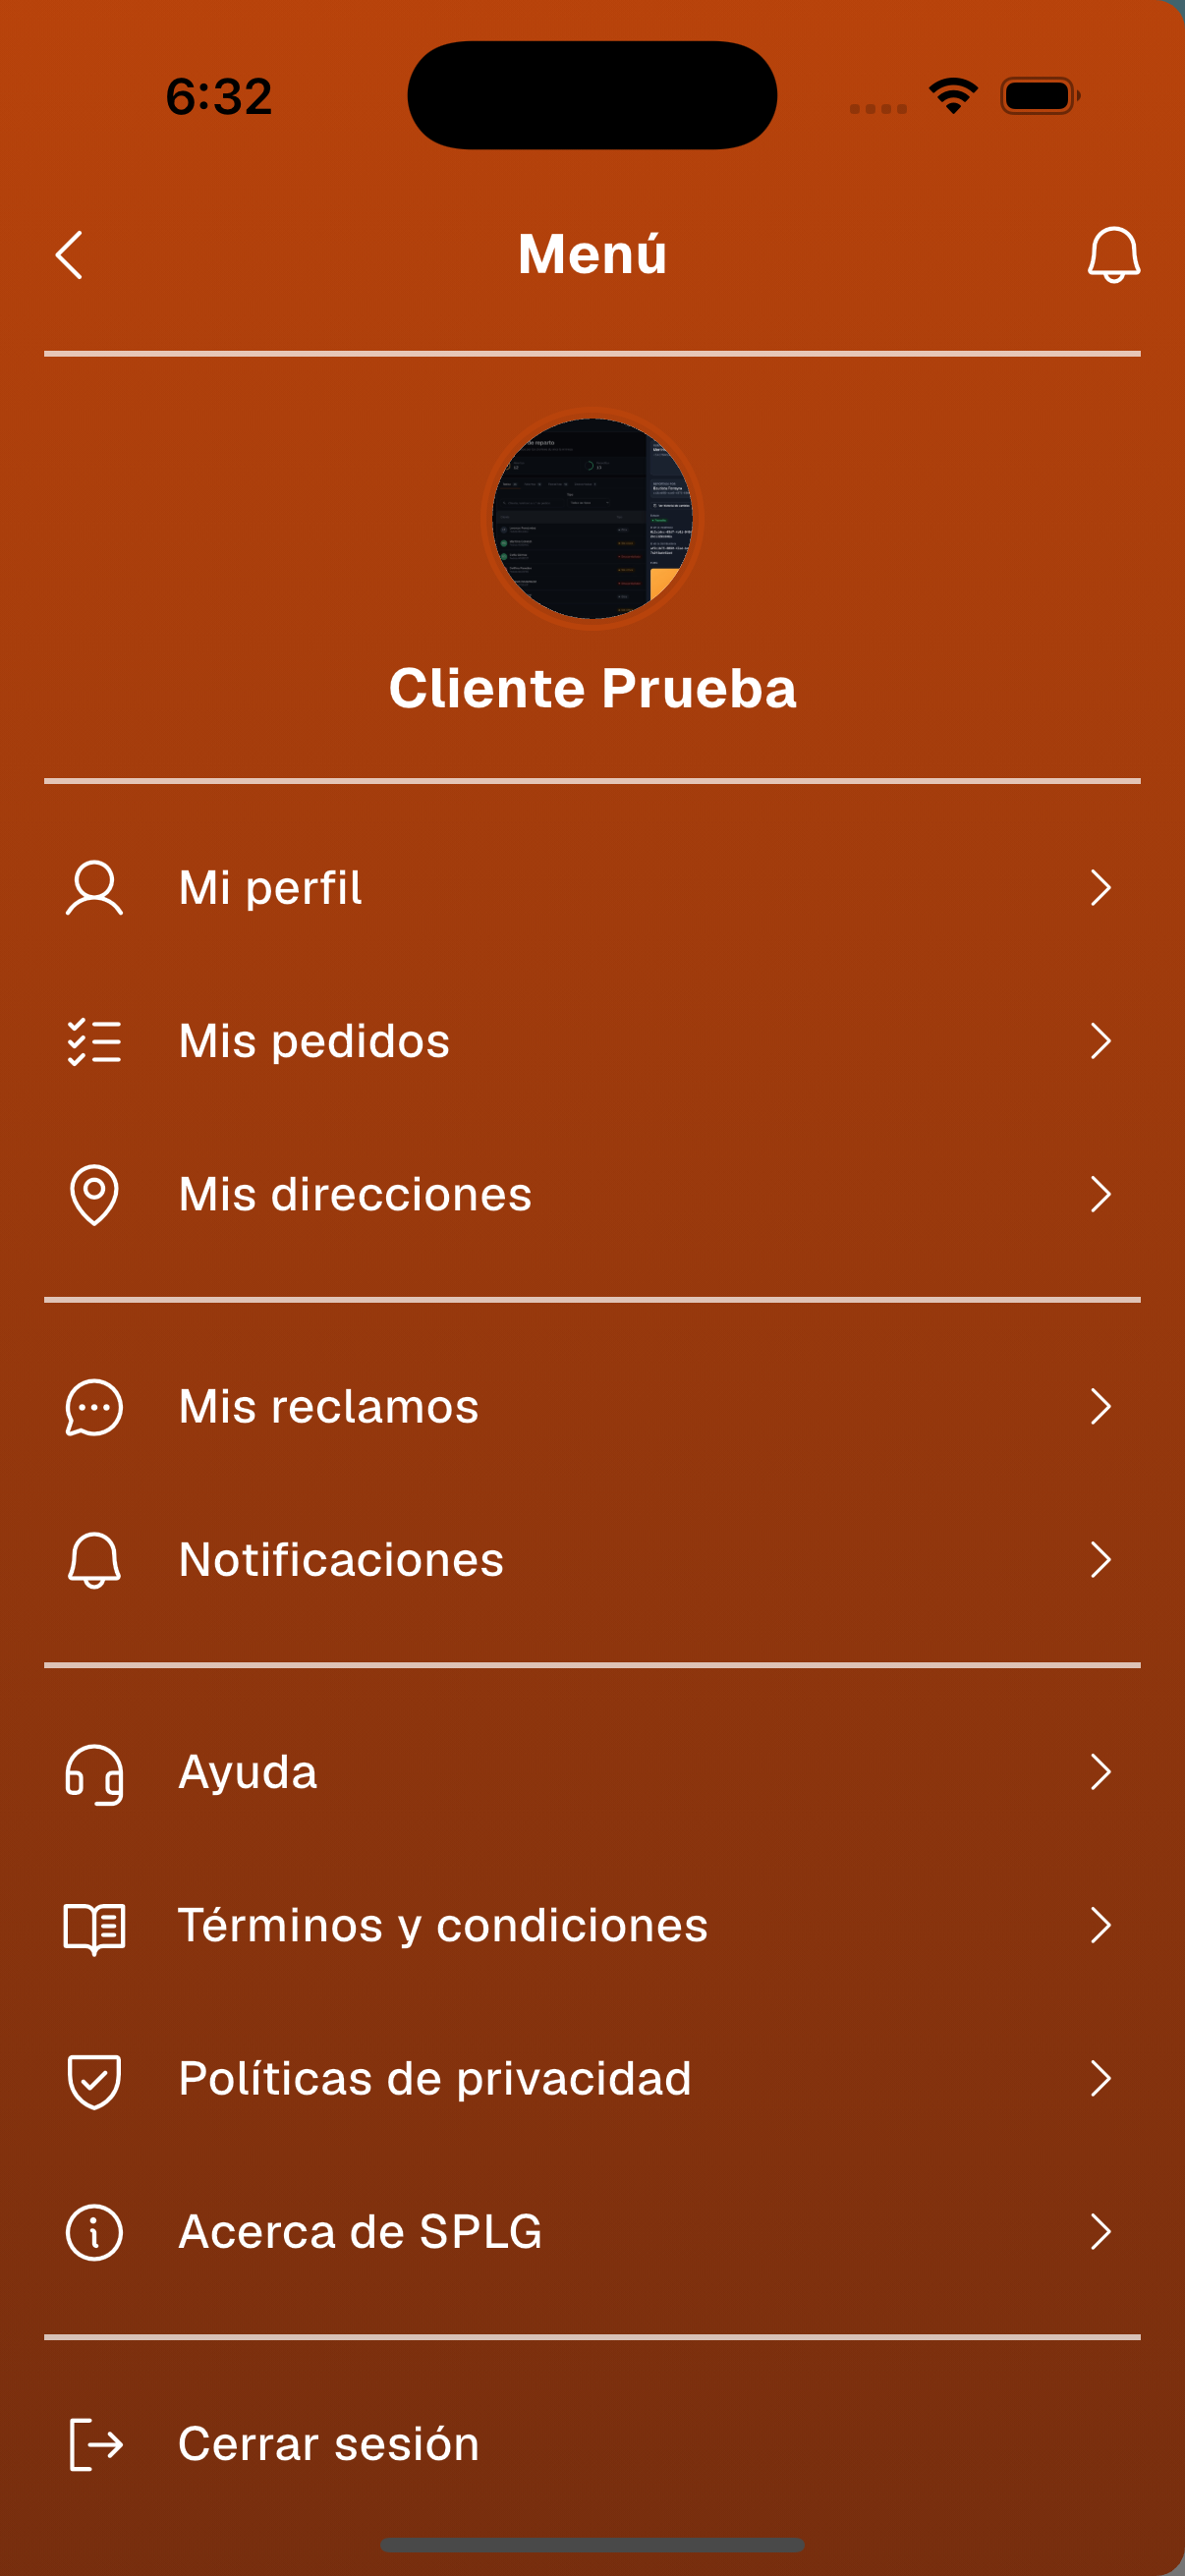 6:32
Menú
Cliente Prueba
Mi perfil
Mis pedidos
Mis direcciones
Mis reclamos
Notificaciones
Ayuda
Términos y condiciones
Políticas de privacidad
Acerca de SPLG
Cerrar sesión